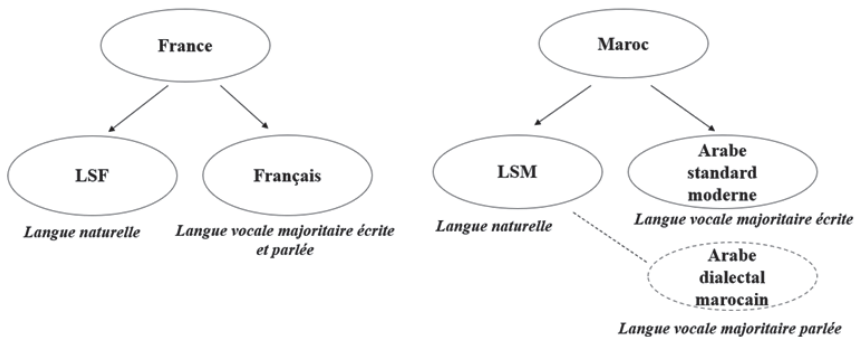 France
LSF
Langue naturelle
Français
Langue vocale majoritaire écrite
et parlée
Maroc
LSM
Langue naturelle
Arabe
standard
moderne
Langue vocale majoritaire écrite
Arabe
dialectal
marocain
Langue vocale majoritaire parlée